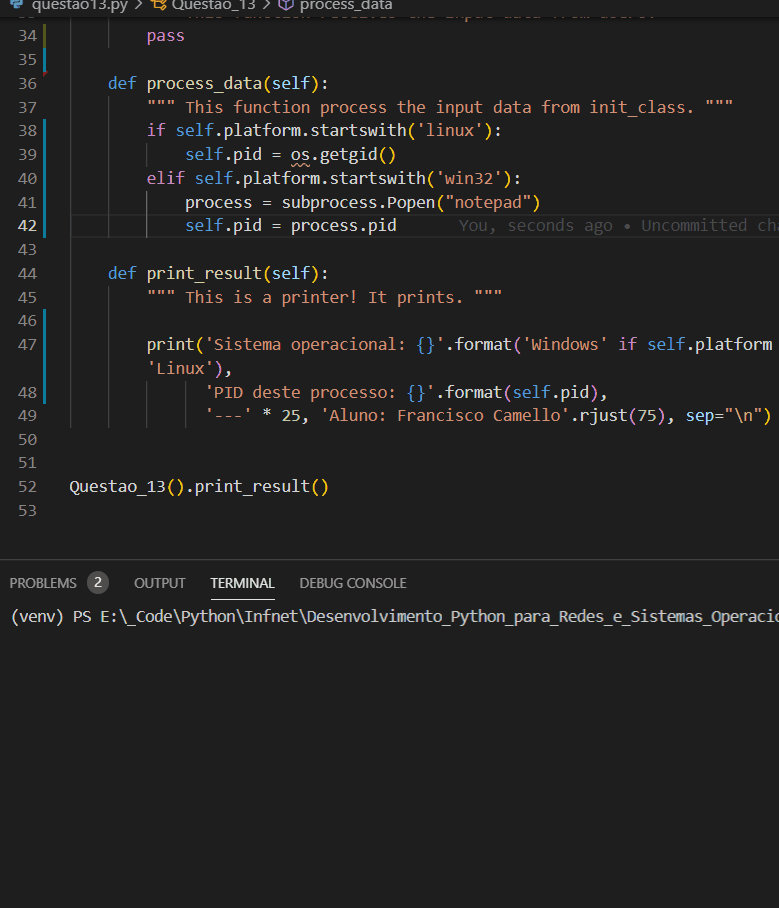 questao13.py > Questao_13 > process_data
34 pass
35
36 def process_data(self):
37 """ This function process the input data from init_class. """
38 if self.platform.startswith('linux'):
39 self.pid = os.getgid()
40 elif self.platform.startswith('win32'):
41 process = subprocess.Popen("notepad")
42 self.pid = process.pid You, seconds ago • Uncommitted cha
43
44 def print_result(self):
45 """ This is a printer! It prints. """
46
47 print('Sistema operacional: {}'.format('Windows' if self.platform
'Linux'),
48 'PID deste processo: {}'.format(self.pid),
49 '---' * 25, 'Aluno: Francisco Camello'.rjust(75), sep="\n")
50
51
52 Questao_13().print_result()
53
PROBLEMS 2 OUTPUT TERMINAL DEBUG CONSOLE
(venv) PS E:\_Code\Python\Infnet\Desenvolvimento_Python_para_Redes_e_Sistemas_Operacio